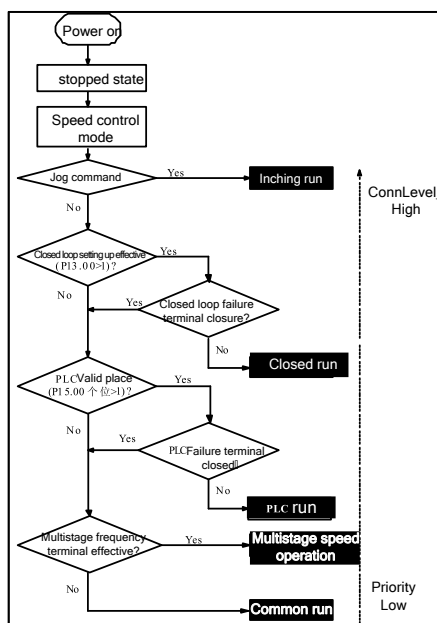 Power on
stopped state
Speed control
mode
Jog command
Yes
Inching run
ConnLevel
High
No
Closed loop setting up effective
(P13.00>1)?
Yes
No
Yes
Closed loop failure
terminal closure?
No
Closed run
PLCValid place
(P15.00个位>1)?
Yes
No
Yes
PLCFailure terminal
closed
No
PLC run
Multistage frequency
terminal effective?
Yes
Multistage speed
operation
No
Priority
Low
Common run